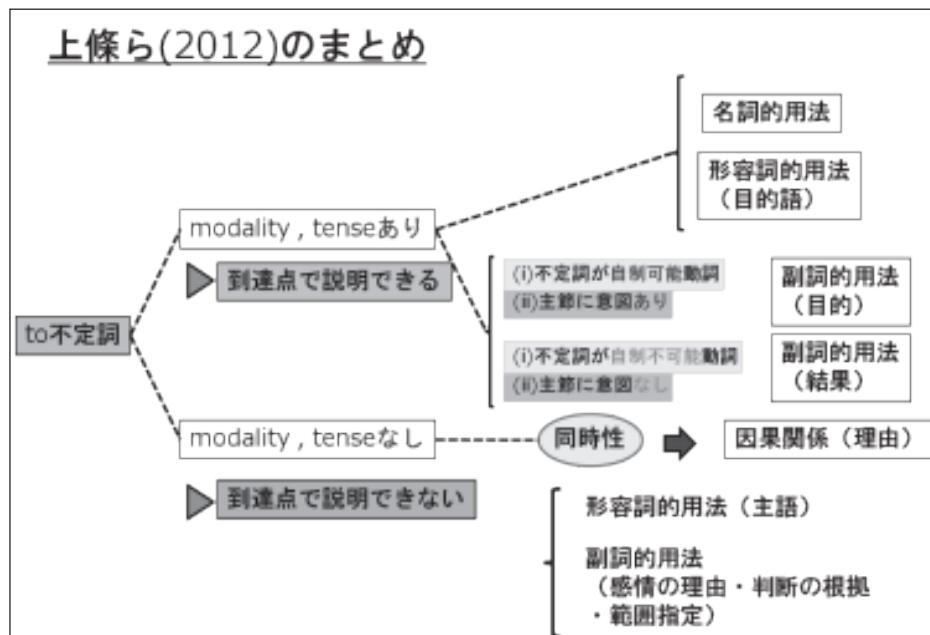 上條ら(2012)のまとめ
名詞的用法
形容詞的用法
（目的語）
modality , tenseあり
到達点で説明できる
(i)不定詞が自制可能動詞
(ii)主節に意図あり
副詞的用法
（目的）
to不定詞
(i)不定詞が自制不可能動詞
(ii)主節に意図なし
副詞的用法
（結果）
modality , tenseなし
同時性
因果関係（理由）
到達点で説明できない
形容詞的用法（主語）
副詞的用法
（感情の理由・判断の根拠
・範囲指定）